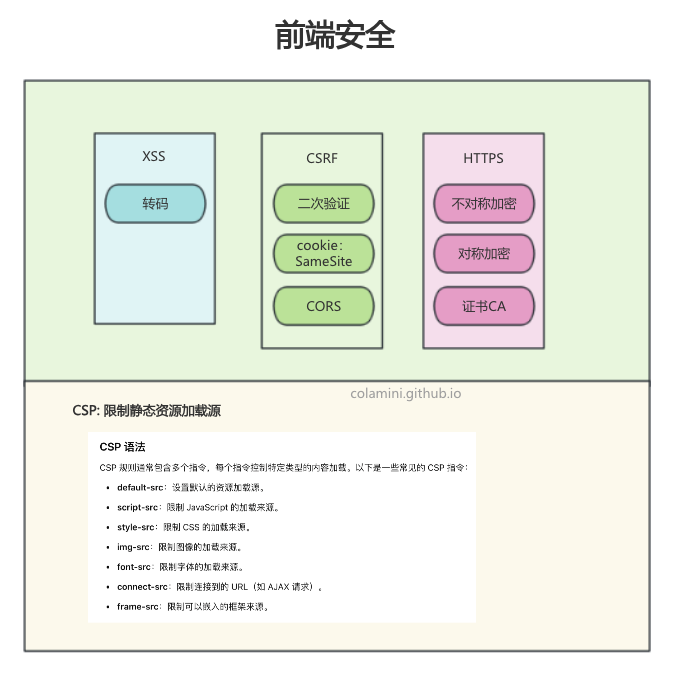 前端安全
XSS
转码
CSRF
二次验证
cookie：
SameSite
CORS
HTTPS
不对称加密
对称加密
证书CA
colamini.github.io
CSP: 限制静态资源加载源
CSP 语法
CSP 规则通常包含多个指令，每个指令控制特定类型的内容加载。以下是一些常见的 CSP 指令：
• default-src：设置默认的资源加载源。
• script-src：限制 JavaScript 的加载来源。
• style-src：限制 CSS 的加载来源。
• img-src：限制图像的加载来源。
• font-src：限制字体的加载来源。
• connect-src：限制连接到的 URL（如 AJAX 请求）。
• frame-src：限制可以嵌入的框架来源。